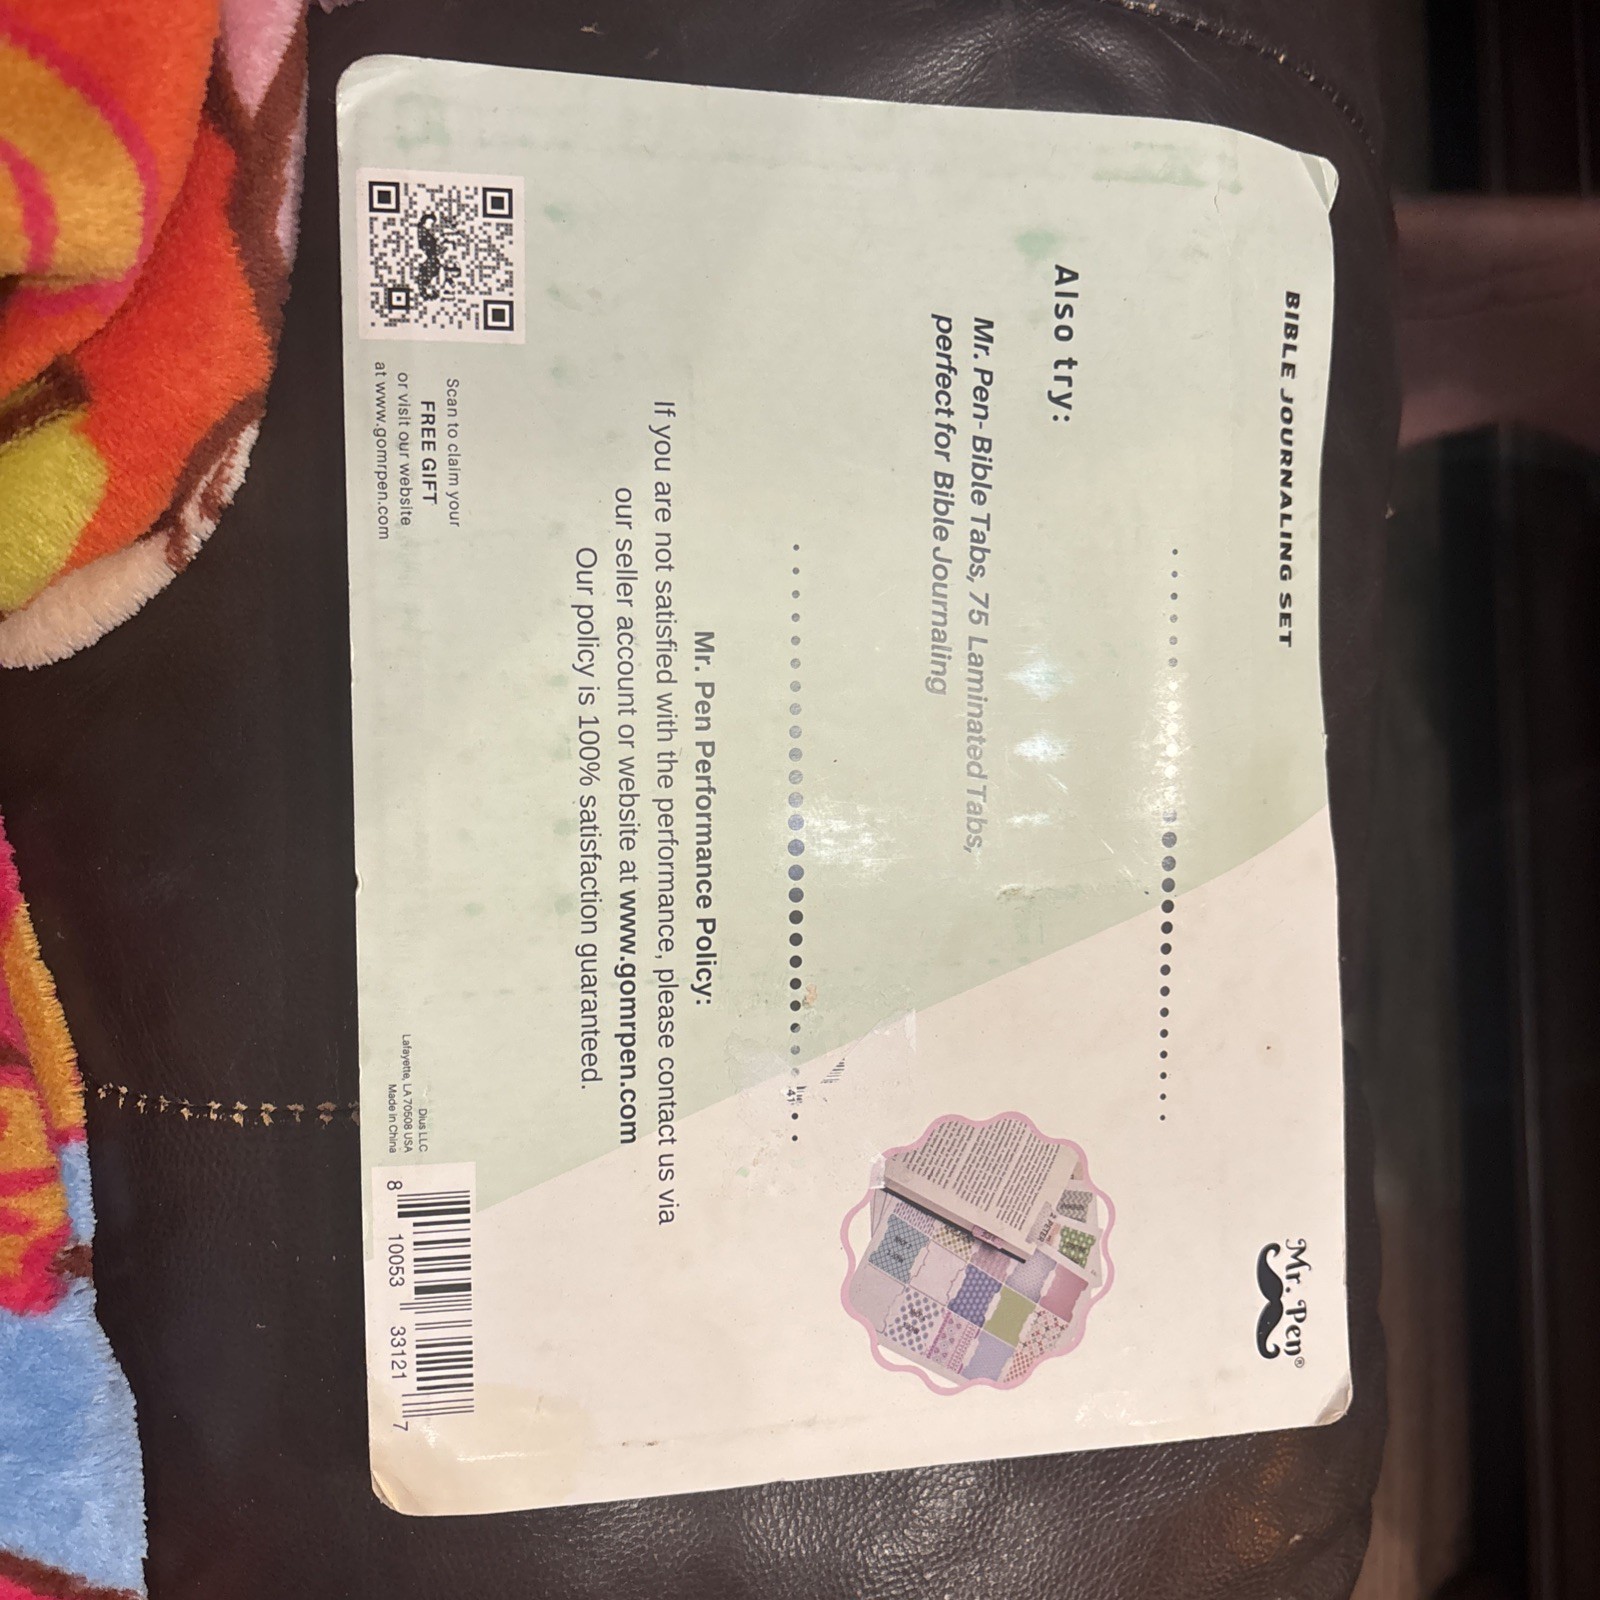 BIBLE JOURNALING SET
Mr. Pen®
Also try:
Mr. Pen- Bible Tabs, 75 Laminated Tabs,
perfect for Bible Journaling
Mr. Pen Performance Policy:
If you are not satisfied with the performance, please contact us via
our seller account or website at www.gomrpen.com
Our policy is 100% satisfaction guaranteed.
Scan to claim your
FREE GIFT
or visit our website
at www.gomrpen.com
Dius LLC
Lafayette, LA 70508 USA
Made in China
8 10053 33121 7